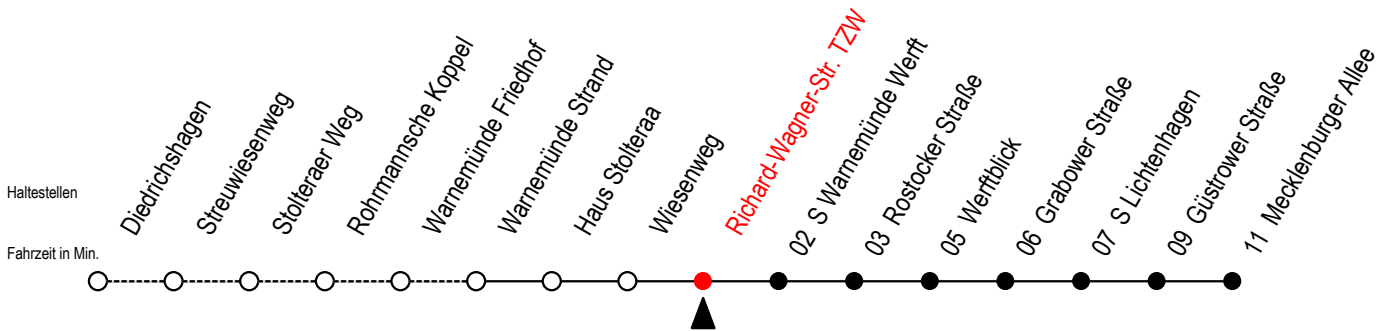 Haltestellen
Fahrzeit in Min.
Diedrichshagen
Streuwiesenweg
Stolteraer Weg
Rohrmannsche Koppel
Warnemünde Friedhof
Warnemünde Strand
Haus Stolteraa
Wiesenweg
Richard-Wagner-Str. TZW
02 S Warnemünde Werft
03 Rostocker Straße
05 Werftblick
06 Grabower Straße
07 S Lichtenhagen
09 Güstrower Straße
11 Mecklenburger Allee